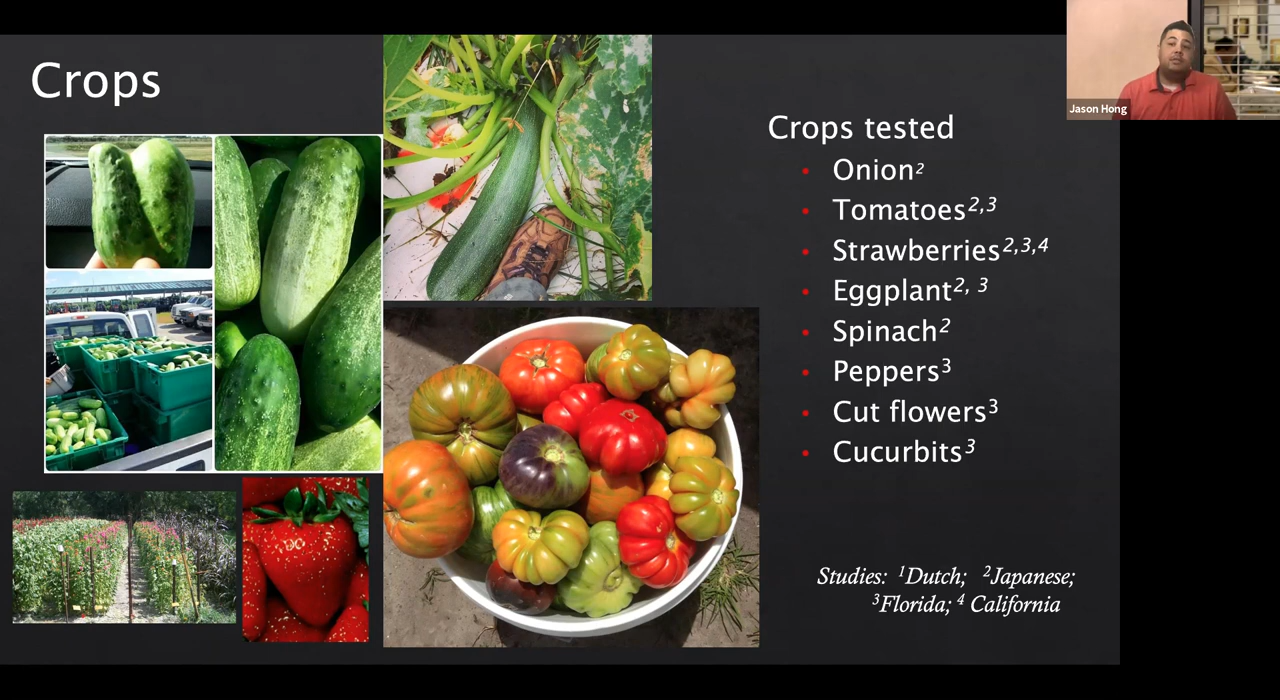 Crops
Jason Hong
Crops tested
• Onion²
• Tomatoes²,³
• Strawberries²,³,⁴
• Eggplant², ³
• Spinach²
• Peppers³
• Cut flowers³
• Cucurbits³
Studies: ¹Dutch; ²Japanese;
³Florida; ⁴ California